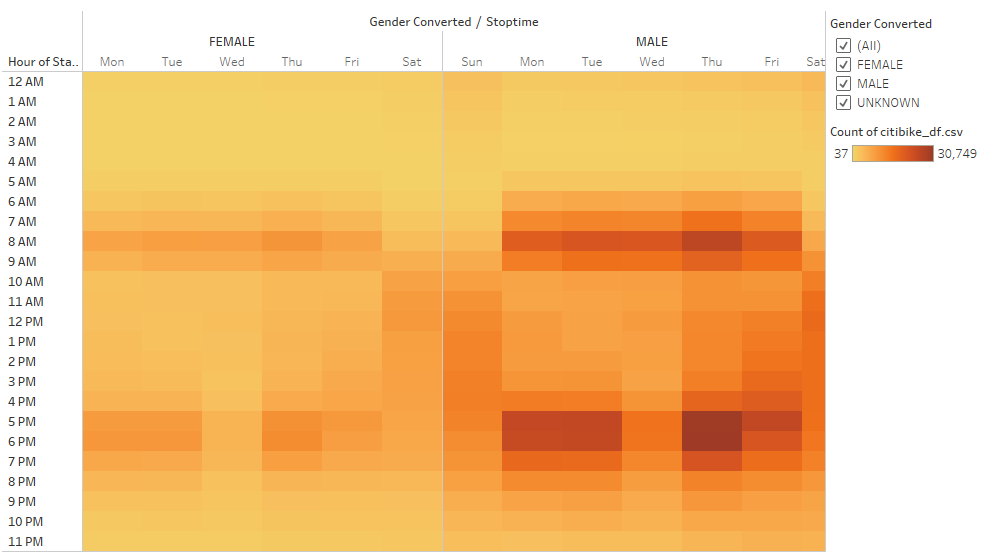 Gender Converted / Stoptime
FEMALE MALE
Hour of Sta.. Mon Tue Wed Thu Fri Sat Sun Mon Tue Wed Thu Fri Sat
12 AM
1 AM
2 AM
3 AM
4 AM
5 AM
6 AM
7 AM
8 AM
9 AM
10 AM
11 AM
12 PM
1 PM
2 PM
3 PM
4 PM
5 PM
6 PM
7 PM
8 PM
9 PM
10 PM
11 PM
Gender Converted
(All)
FEMALE
MALE
UNKNOWN
Count of citibike_df.csv
37 30,749